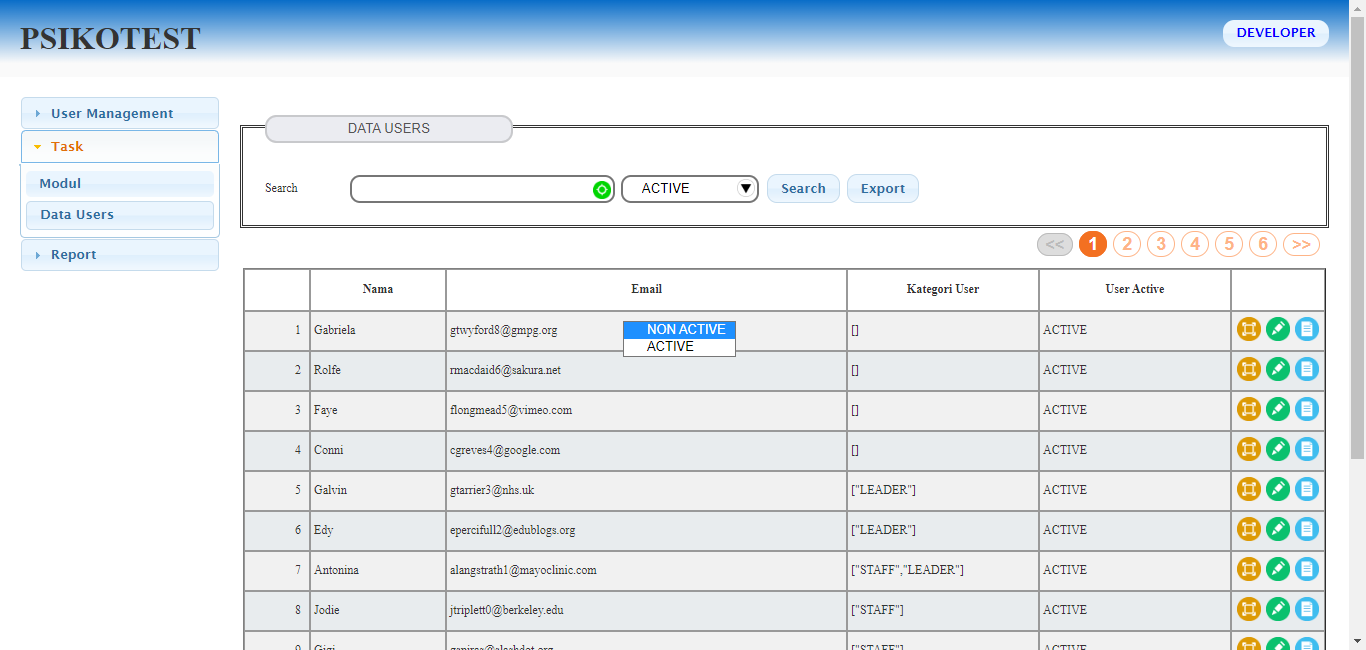 PSIKOTEST
DEVELOPER
User Management
Task
Modul
Data Users
Report
DATA USERS
Search ACTIVE Search Export
<< 1 2 3 4 5 6 >>
Nama Email Kategori User User Active
1 Gabriela gtwyford8@gmpg.org [] ACTIVE
NON ACTIVE
ACTIVE
2 Rolfe rmacdaid6@sakura.net [] ACTIVE
3 Faye flongmead5@vimeo.com [] ACTIVE
4 Conni cgreves4@google.com [] ACTIVE
5 Galvin gtarrier3@nhs.uk ["LEADER"] ACTIVE
6 Edy epercifull2@edublogs.org ["LEADER"] ACTIVE
7 Antonina alangstrath1@mayoclinic.com ["STAFF","LEADER"] ACTIVE
8 Jodie jtriplett0@berkeley.edu ["STAFF"] ACTIVE
9 Gigi ["STAFF"] ACTIVE